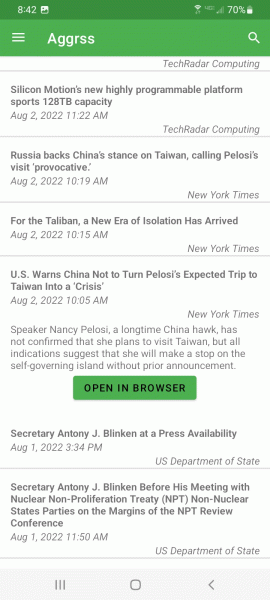 8:42 70%
Aggrss
TechRadar Computing
Silicon Motion's new highly programmable platform
sports 128TB capacity
Aug 2, 2022 11:22 AM
TechRadar Computing
Russia backs China's stance on Taiwan, calling Pelosi's
visit 'provocative.'
Aug 2, 2022 10:19 AM
New York Times
For the Taliban, a New Era of Isolation Has Arrived
Aug 2, 2022 10:15 AM
New York Times
U.S. Warns China Not to Turn Pelosi's Expected Trip to
Taiwan Into a 'Crisis'
Aug 2, 2022 10:05 AM
New York Times
Speaker Nancy Pelosi, a longtime China hawk, has
not confirmed that she plans to visit Taiwan, but all
indications suggest that she will make a stop on the
self-governing island without prior announcement.
OPEN IN BROWSER
Secretary Antony J. Blinken at a Press Availability
Aug 1, 2022 3:34 PM
US Department of State
Secretary Antony J. Blinken Before His Meeting with
Nuclear Non-Proliferation Treaty (NPT) Non-Nuclear
States Parties on the Margins of the NPT Review
Conference
Aug 1, 2022 11:50 AM
US Department of State